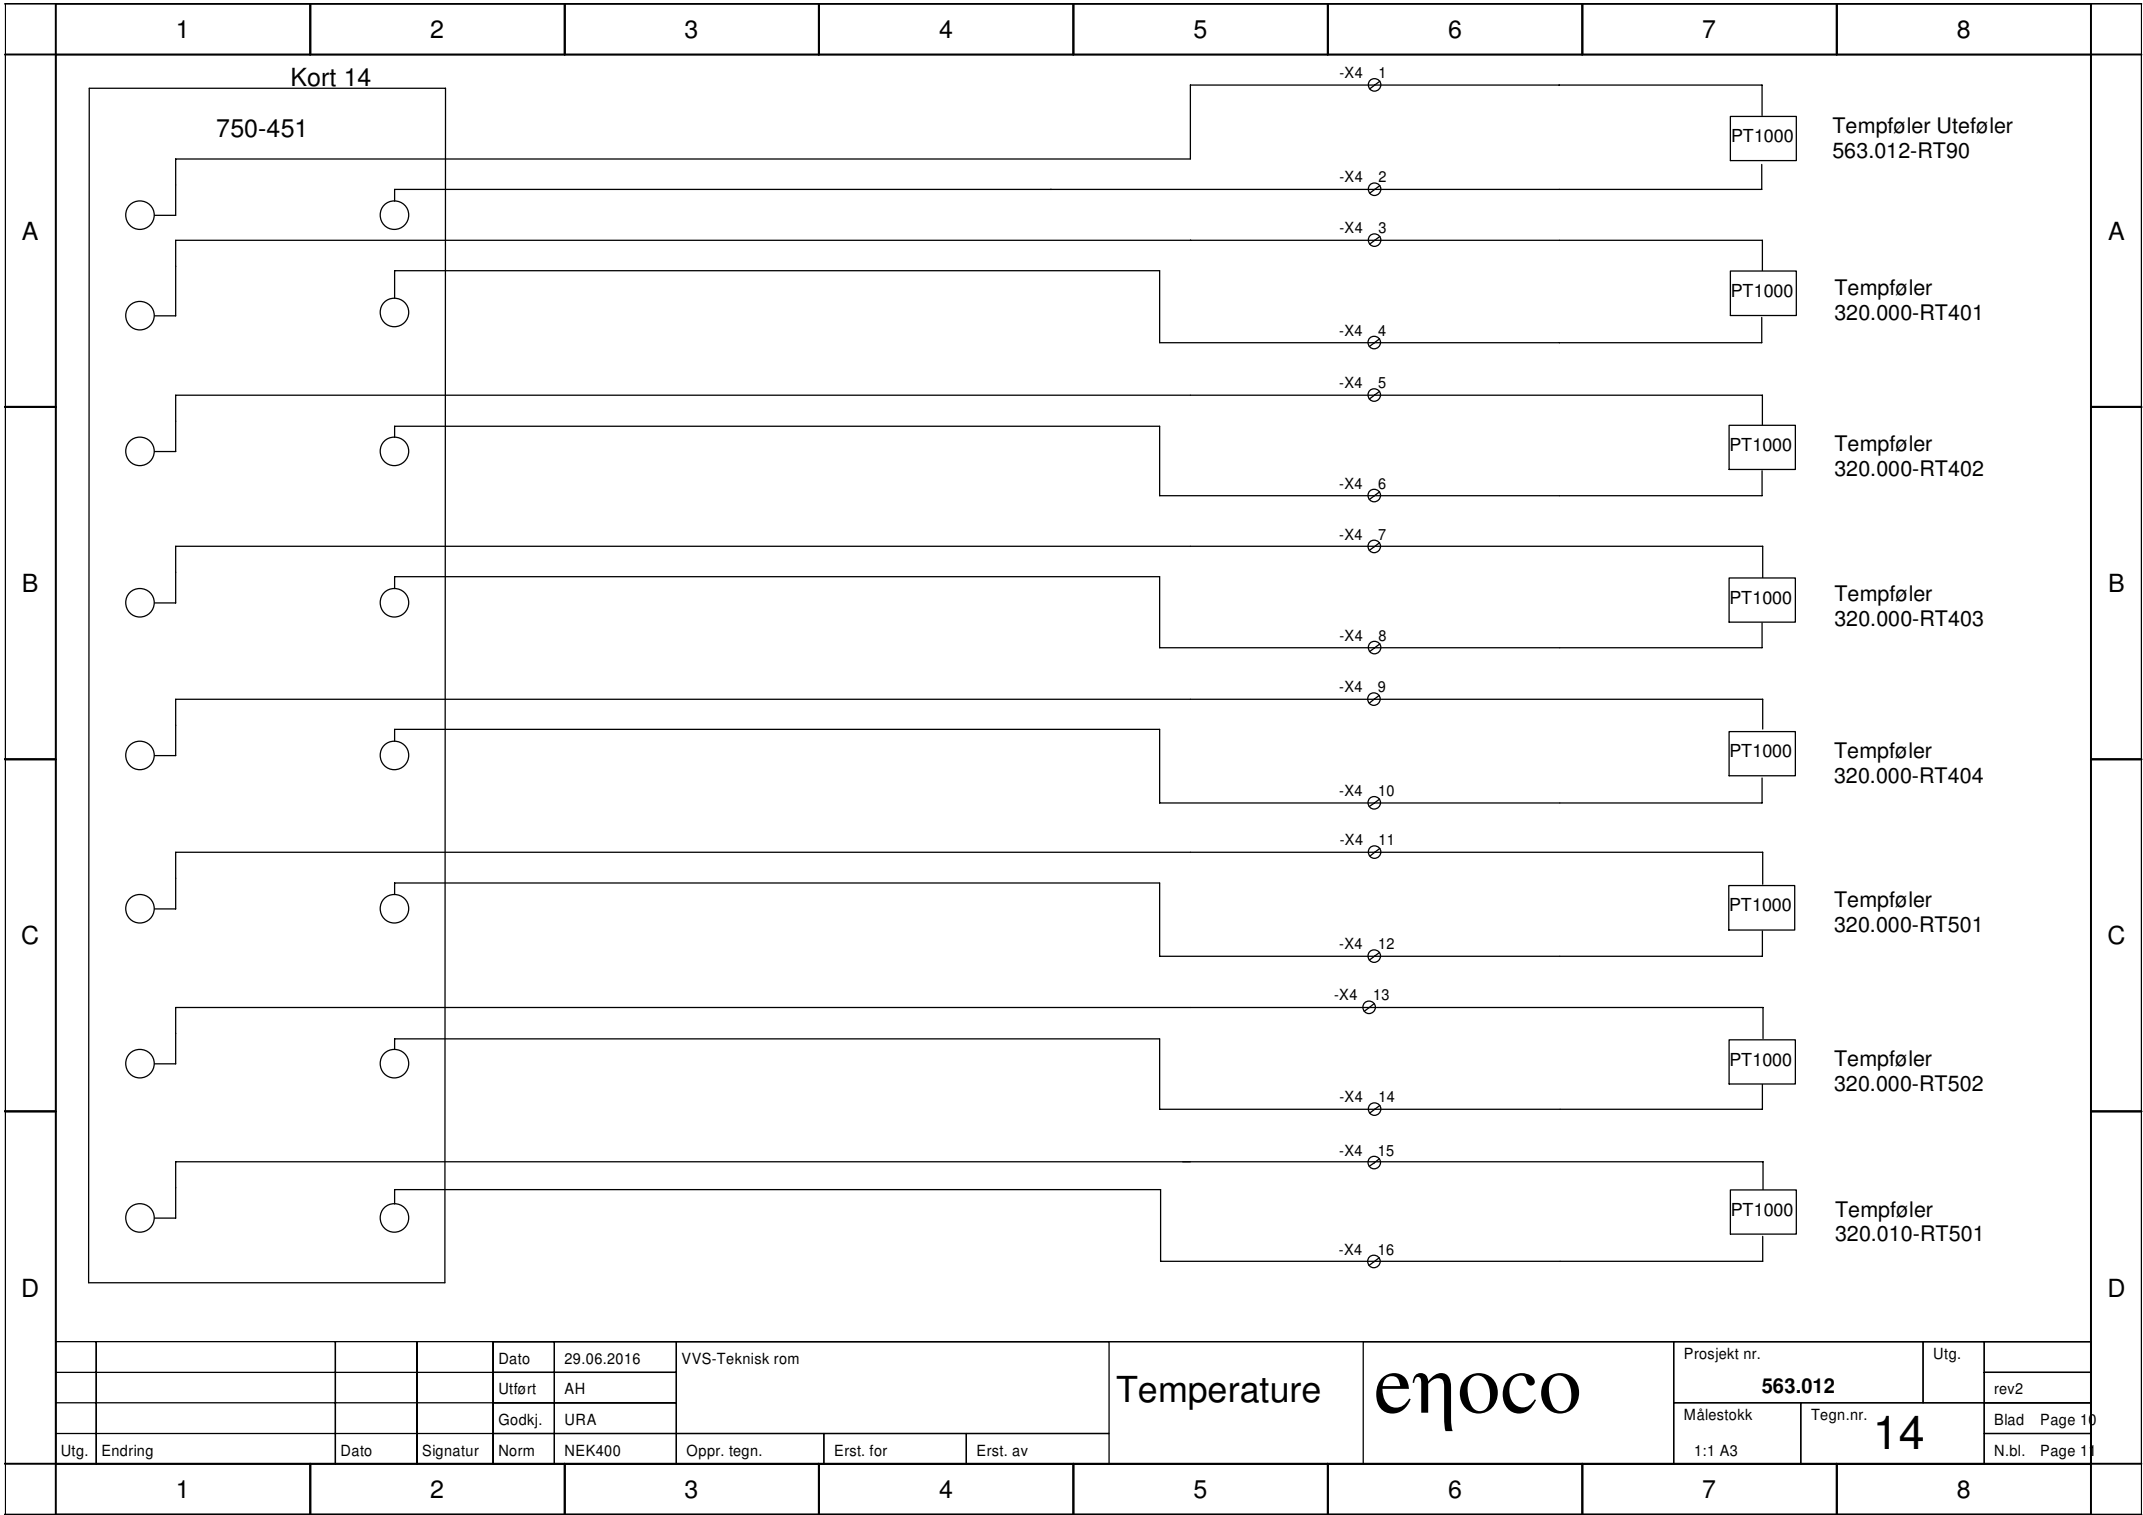 1 2 3 4 5 6 7 8
Kort 14
750-451
-X4 1
PT1000
Tempføler Uteføler
563.012-RT90
-X4 2
A A
-X4 3
PT1000
Tempføler
320.000-RT401
-X4 4
-X4 5
PT1000
Tempføler
320.000-RT402
-X4 6
-X4 7
B B
PT1000
Tempføler
320.000-RT403
-X4 8
-X4 9
PT1000
Tempføler
320.000-RT404
-X4 10
-X4 11
PT1000
Tempføler
320.000-RT501
C C
-X4 12
-X4 13
PT1000
Tempføler
320.000-RT502
-X4 14
-X4 15
PT1000
Tempføler
320.010-RT501
-X4 16
D D
Dato 29.06.2016
Utført AH
Godkj. URA
Utg. Endring Dato Signatur Norm NEK400
VVS-Teknisk rom
Oppr. tegn. Erst. for Erst. av
Temperature
enoco
Prosjekt nr.
563.012
Utg.
rev2
Målestokk
1:1 A3
Tegn.nr. 14
Blad Page 10
N.bl. Page 11
1 2 3 4 5 6 7 8